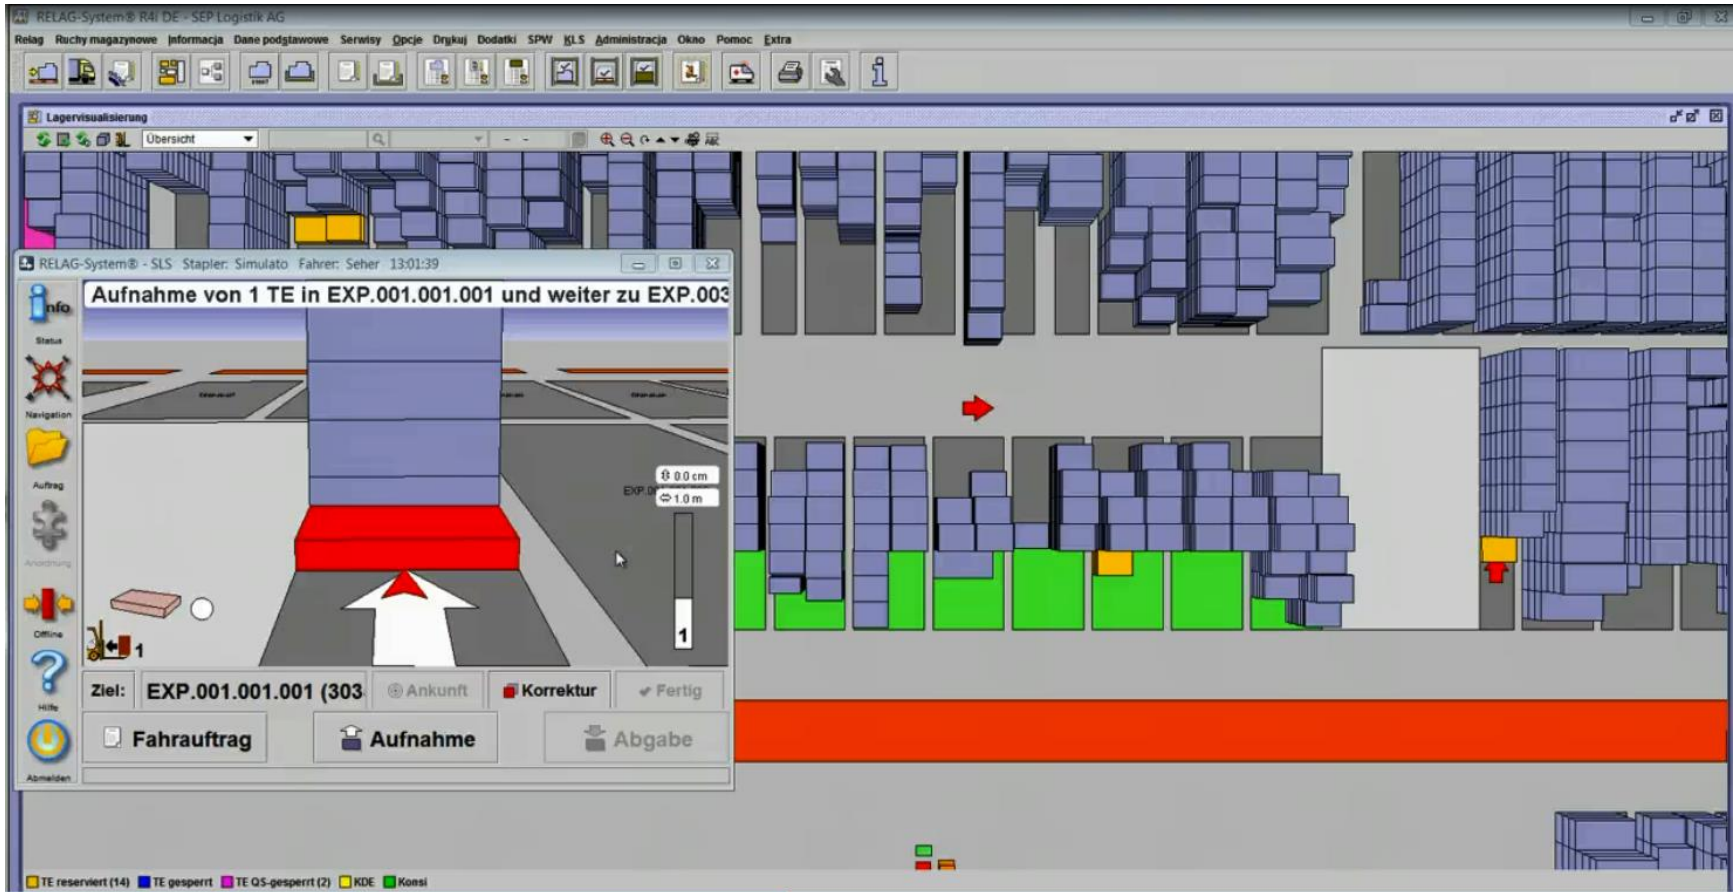 RELAG-System® R4i DE - SEP Logistik AG
Relag Ruchy magazynowe Informacja Dane podstawowe Serwisy Opcje Drukuj Dodatki SPW KLS Administracja Okno Pomoc Extra
Lagervisualisierung
Übersicht
RELAG-System® - SLS Stapler: Simulato Fahrer: Seher 13:01:39
Aufnahme von 1 TE in EXP.001.001.001 und weiter zu EXP.003
Info
Status
Navigation
Auftrag
Anordnung
Offline
Hilfe
Abmelden
0.0 cm
1.0 m
1
1
Ziel: EXP.001.001.001 (303 Ankunft Korrektur Fertig
Fahrauftrag Aufnahme Abgabe
TE reserviert (14) TE gesperrt TE QS-gesperrt (2) KDE Konsi